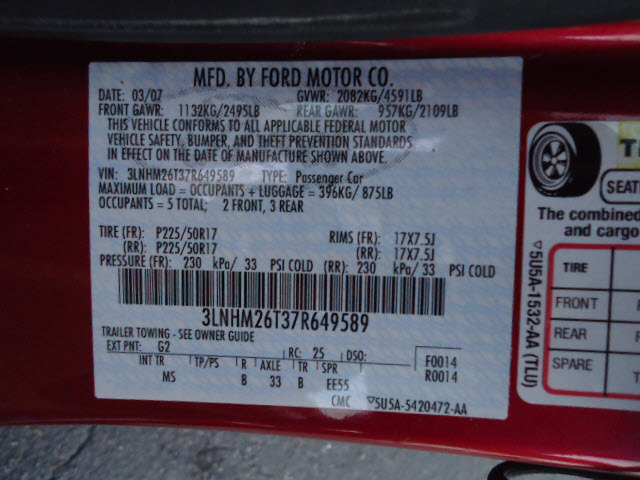 MFD. BY FORD MOTOR CO.
DATE: 03/07 GVWR: 2082KG/4591LB
FRONT GAWR: 1132KG/2495LB REAR GAWR: 957KG/2109LB
THIS VEHICLE CONFORMS TO ALL APPLICABLE FEDERAL MOTOR
VEHICLE SAFETY, BUMPER, AND THEFT PREVENTION STANDARDS
IN EFFECT ON THE DATE OF MANUFACTURE SHOWN ABOVE.
VIN: 3LNHM26T37R649589 TYPE: Passenger Car
MAXIMUM LOAD = OCCUPANTS + LUGGAGE = 396KG/ 875LB
OCCUPANTS = 5 TOTAL: 2 FRONT, 3 REAR
TIRE (FR): P225/50R17 RIMS (FR): 17X7.5J
(RR): P225/50R17 (RR): 17X7.5J
PRESSURE (FR): 230 kPa/ 33 PSI COLD (RR): 230 kPa/ 33 PSI COLD
3LNHM26T37R649589
TRAILER TOWING - SEE OWNER GUIDE
EXT PNT: G2 RC: 25 DSO: F0014
INT TR TP/PS R AXLE TR SPR R0014
M5 B 33 B EE55
CMC ▽5U5A-5420472-AA
SEAT
The combined
and cargo
TIRE
FRONT
REAR
SPARE
▽5U5A-1532-AA (TLU)